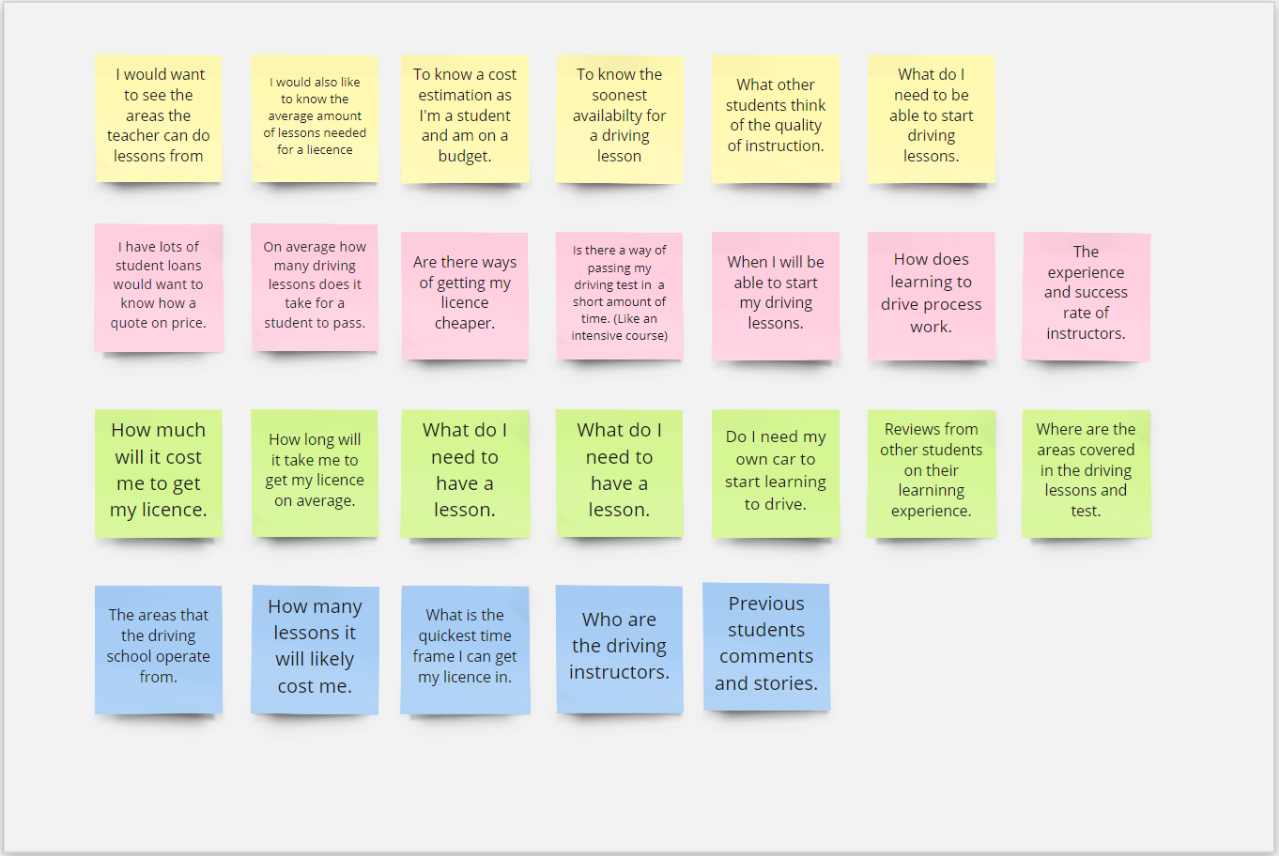 I would want
to see the
areas the
teacher can do
lessons from
I would also like
to know the
average amount
of lessons needed
for a liecence
To know a cost
estimation as
I'm a student
and am on a
budget.
To know the
soonest
availabilty for
a driving
lesson
What other
students think
of the quality
of instruction.
What do I
need to be
able to start
driving
lessons.
I have lots of
student loans
would want to
know how a
quote on price.
On average how
many driving
lessons does it
take for a
student to pass.
Are there ways
of getting my
licence
cheaper.
Is there a way of
passing my
driving test in a
short amount of
time. (Like an
intensive course)
When I will be
able to start
my driving
lessons.
How does
learning to
drive process
work.
The
experience
and success
rate of
instructors.
How much
will it cost
me to get
my licence.
How long will
it take me to
get my licence
on average.
What do I
need to
have a
lesson.
What do I
need to
have a
lesson.
Do I need my
own car to
start learning
to drive.
Reviews from
other students
on their
learninng
experience.
Where are the
areas covered
in the driving
lessons and
test.
The areas that
the driving
school operate
from.
How many
lessons it
will likely
cost me.
What is the
quickest time
frame I can get
my licence in.
Who are
the driving
instructors.
Previous
students
comments
and stories.